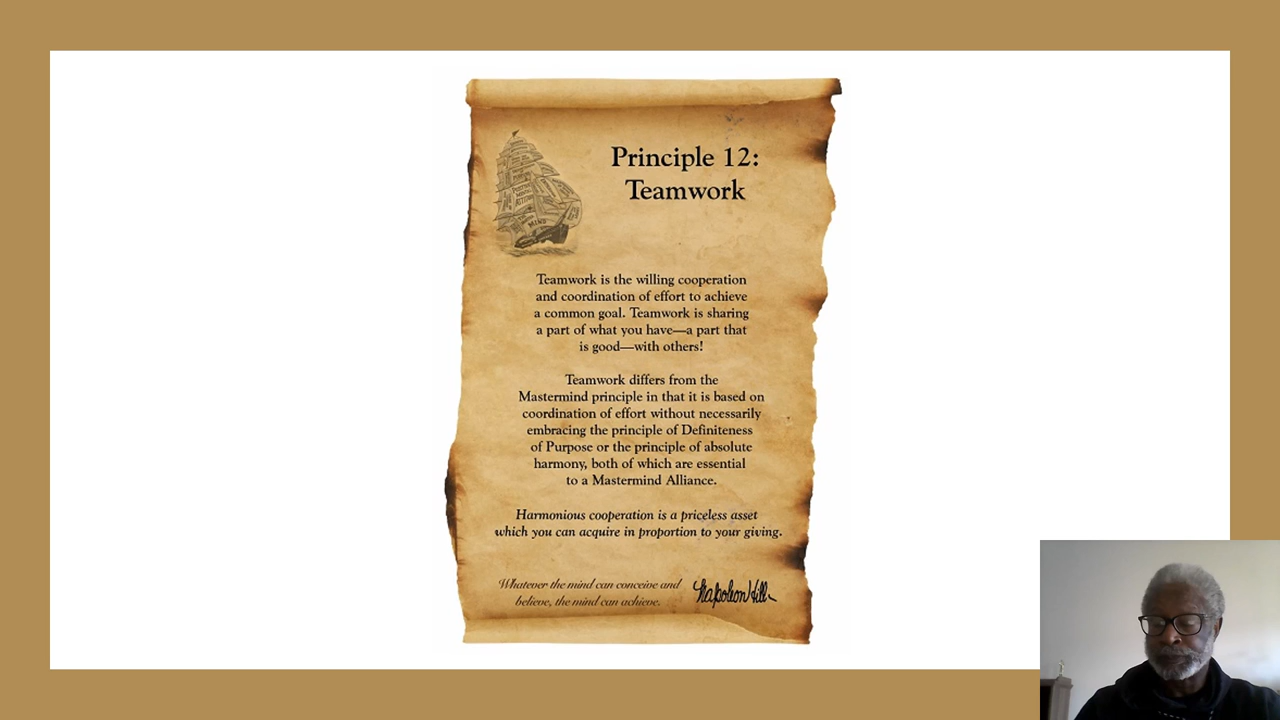 Principle 12:
Teamwork
POSITIVE
MENTAL
ATTITUDE
MIND
Teamwork is the willing cooperation
and coordination of effort to achieve
a common goal. Teamwork is sharing
a part of what you have—a part that
is good—with others!
Teamwork differs from the
Mastermind principle in that it is based on
coordination of effort without necessarily
embracing the principle of Definiteness
of Purpose or the principle of absolute
harmony, both of which are essential
to a Mastermind Alliance.
Harmonious cooperation is a priceless asset
which you can acquire in proportion to your giving.
Whatever the mind can conceive and
believe, the mind can achieve.
Napoleon Hill